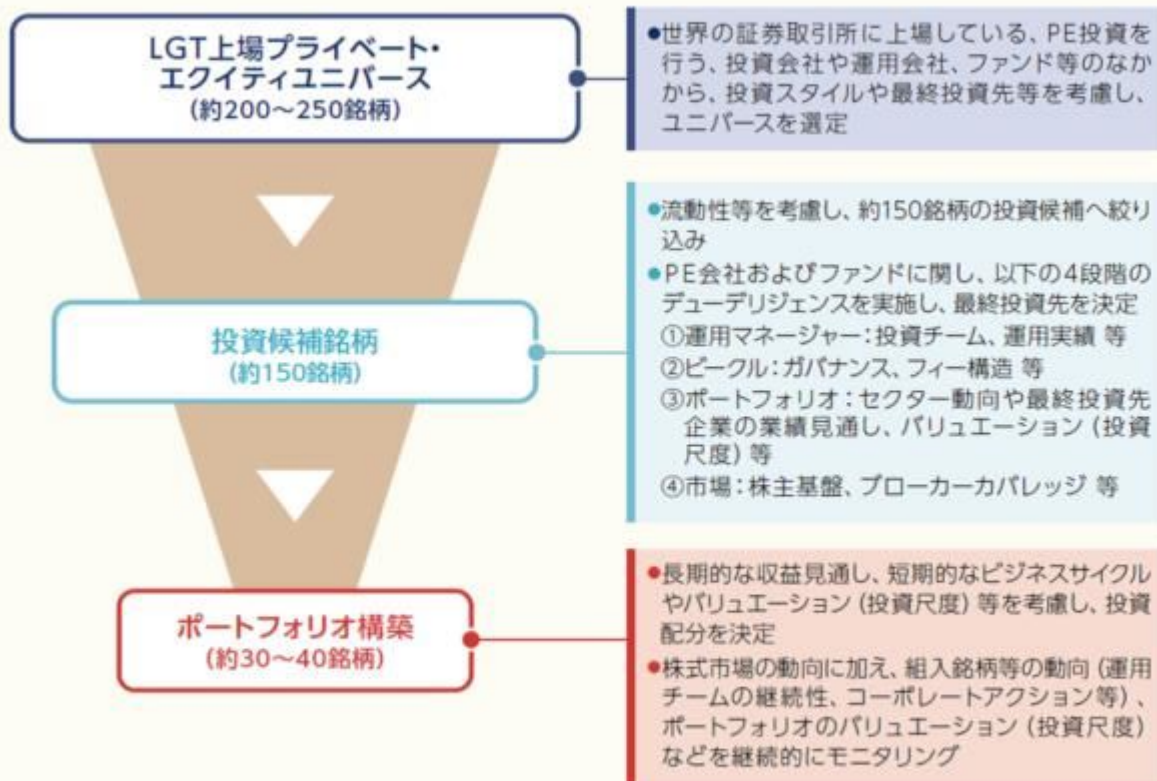 LGT上場プライベート・
エクイティユニバース
(約200〜250銘柄)
●世界の証券取引所に上場している、PE投資を
行う、投資会社や運用会社、ファンド等のなか
から、投資スタイルや最終投資先等を考慮し、
ユニバースを選定
投資候補銘柄
(約150銘柄)
●流動性等を考慮し、約150銘柄の投資候補へ絞り
込み
●PE会社およびファンドに関し、以下の4段階の
デューデリジェンスを実施し、最終投資先を決定
①運用マネージャー：投資チーム、運用実績 等
②ビークル：ガバナンス、フィー構造 等
③ポートフォリオ：セクター動向や最終投資先
企業の業績見通し、バリュエーション (投資
尺度) 等
④市場：株主基盤、ブローカーカバレッジ 等
ポートフォリオ構築
(約30〜40銘柄)
●長期的な収益見通し、短期的なビジネスサイクル
やバリュエーション (投資尺度) 等を考慮し、投資
配分を決定
●株式市場の動向に加え、組入銘柄等の動向 (運用
チームの継続性、コーポレートアクション等) 、
ポートフォリオのバリュエーション (投資尺度)
などを継続的にモニタリング